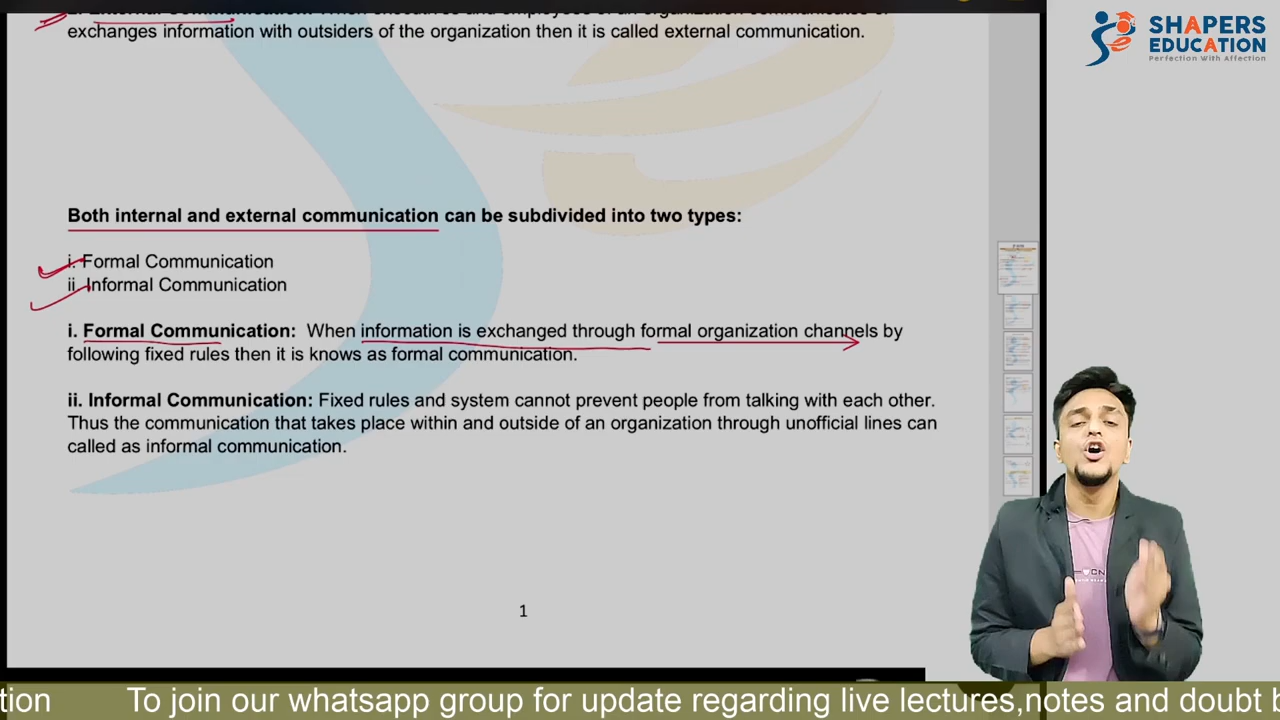 exchanges information with outsiders of the organization then it is called external communication.
SHAPERS
EDUCATION
Perfection With Affection
Both internal and external communication can be subdivided into two types:
i. Formal Communication
ii. Informal Communication
i. Formal Communication: When information is exchanged through formal organization channels by
following fixed rules then it is knows as formal communication.
ii. Informal Communication: Fixed rules and system cannot prevent people from talking with each other.
Thus the communication that takes place within and outside of an organization through unofficial lines can
called as informal communication.
1
tion To join our whatsapp group for update regarding live lectures,notes and doubt b